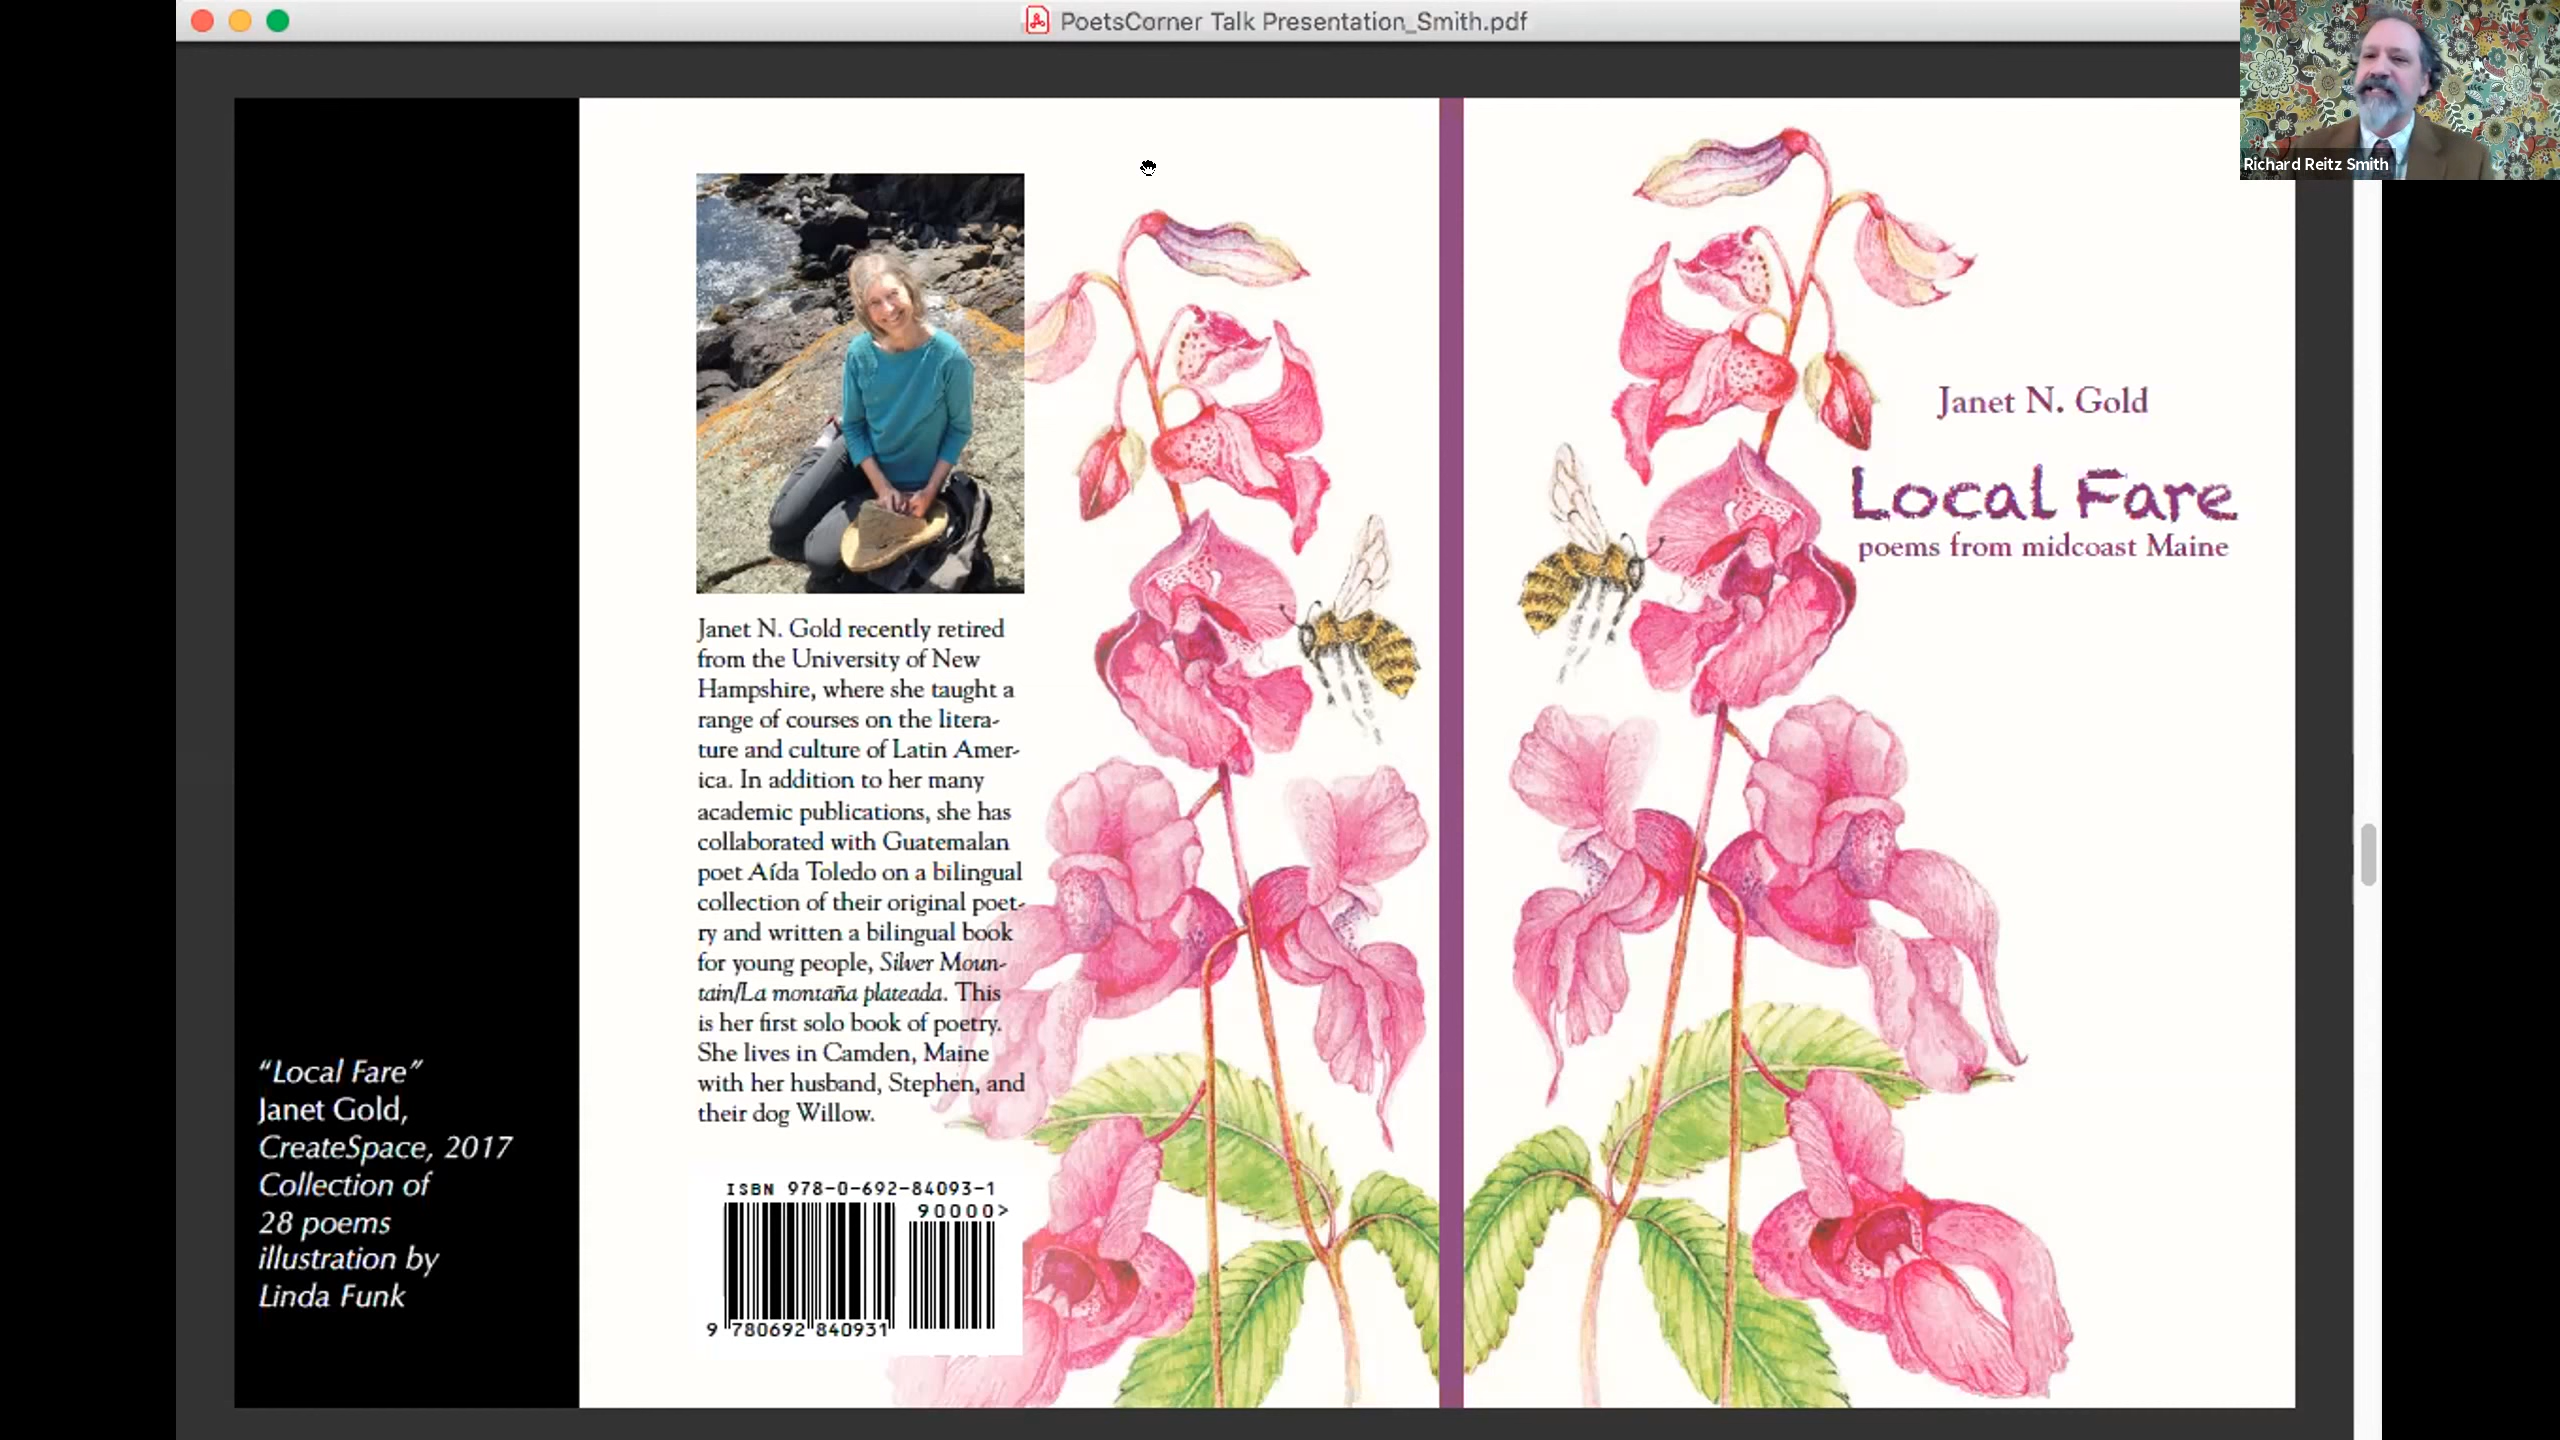 PoetsCorner Talk Presentation_Smith.pdf
Richard Reitz Smith
Janet N. Gold recently retired
from the University of New
Hampshire, where she taught a
range of courses on the litera-
ture and culture of Latin Amer-
ica. In addition to her many
academic publications, she has
collaborated with Guatemalan
poet Aída Toledo on a bilingual
collection of their original poet-
ry and written a bilingual book
for young people, Silver Moun-
tain/La montaña plateada. This
is her first solo book of poetry.
She lives in Camden, Maine
with her husband, Stephen, and
their dog Willow.
ISBN 978-0-692-84093-1
90000>
9 780692 840931
Janet N. Gold
Local Fare
poems from midcoast Maine
“Local Fare”
Janet Gold,
CreateSpace, 2017
Collection of
28 poems
illustration by
Linda Funk